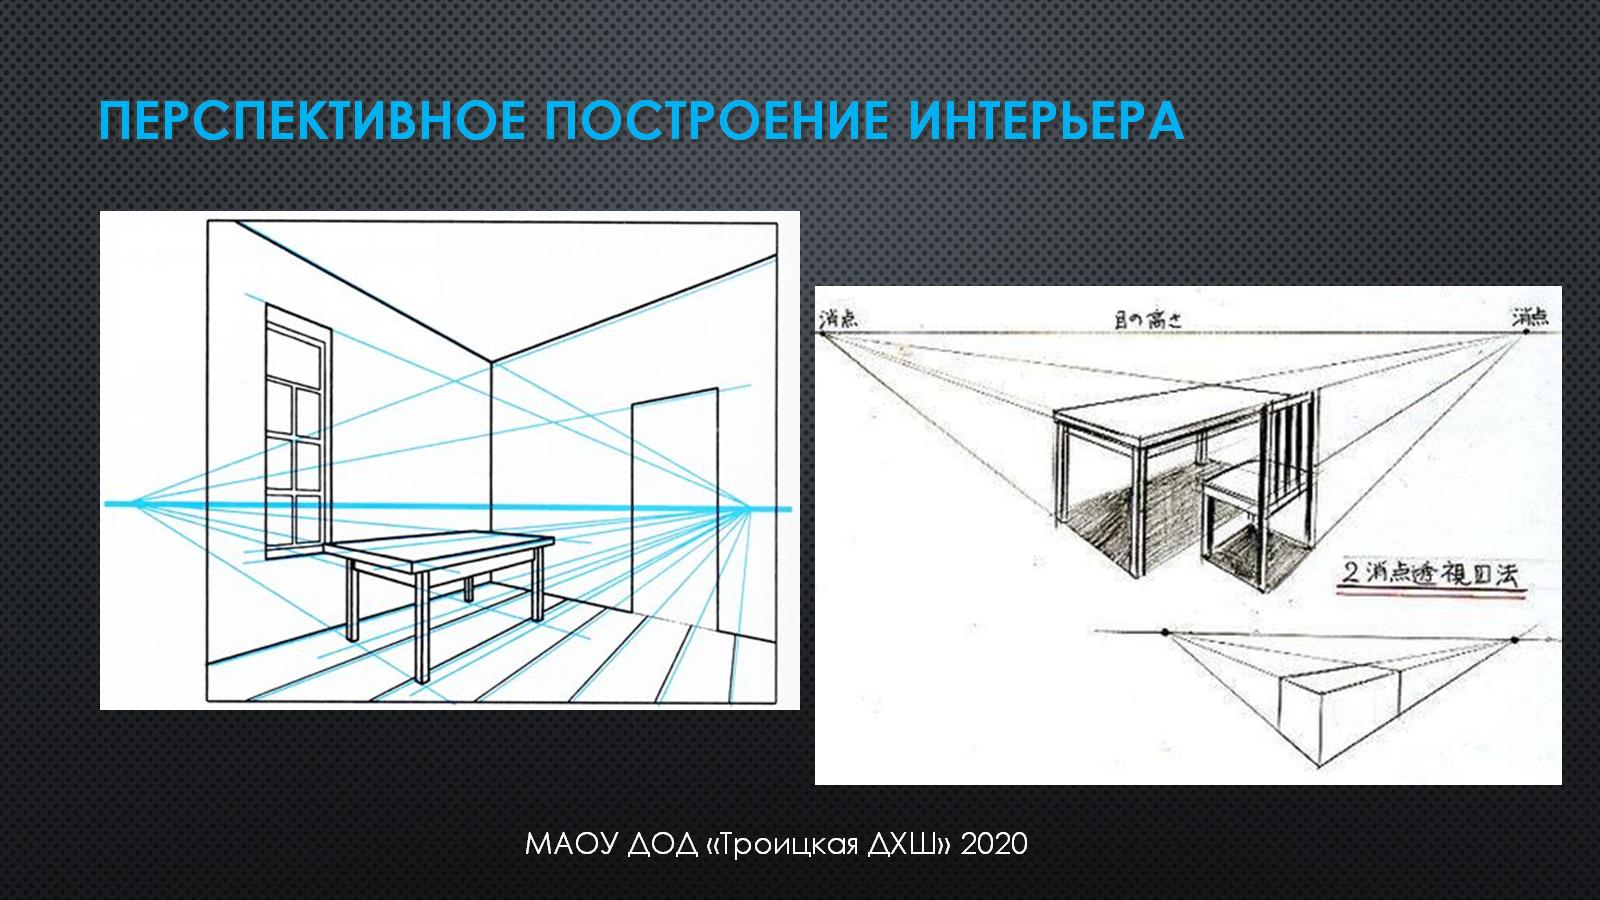 ПЕРСПЕКТИВНОЕ ПОСТРОЕНИЕ ИНТЕРЬЕРА
消点
目の高さ
消点
2消点透視図法
МАОУ ДОД «Троицкая ДХШ» 2020